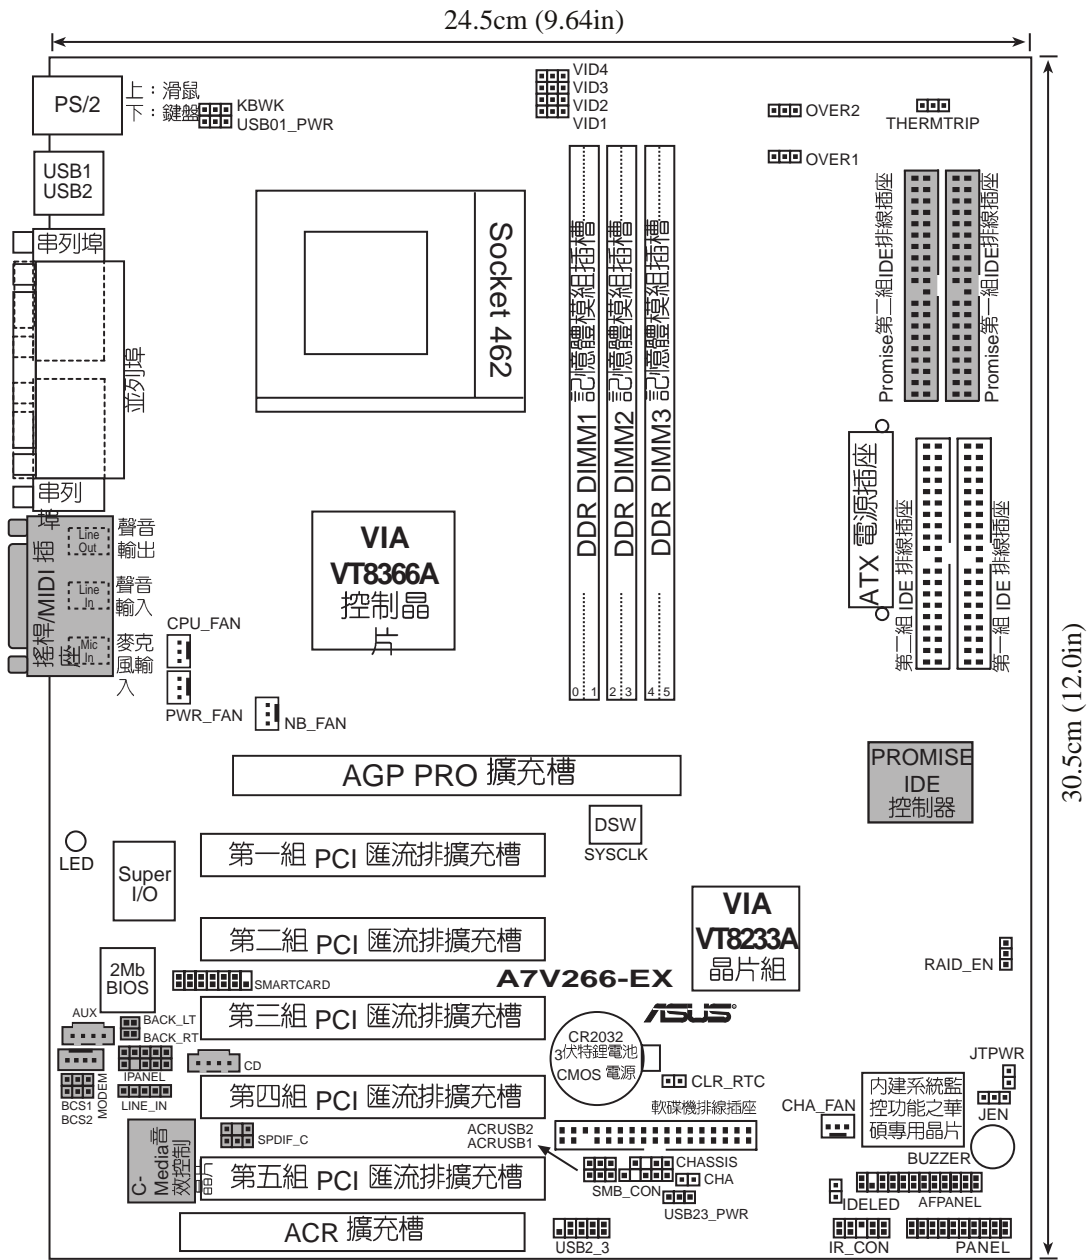 24.5cm (9.64in)
PS/2
上：滑鼠
下：鍵盤
KBWK
USB01_PWR
VID4
VID3
VID2
VID1
OVER2
THERMTRIP
OVER1
USB1
USB2
串列埠
並列埠
串列
埠
Socket 462
DDR DIMM1 記憶體模組插槽
DDR DIMM2 記憶體模組插槽
DDR DIMM3 記憶體模組插槽
0 1
2 3
4 5
Promise第二組IDE排線插座
Promise第一組IDE排線插座
ATX 電源插座
第二組 IDE 排線插座
第一組 IDE 排線插座
搖桿/MIDI 插
座
Line
Out
聲音
輸出
Line
In
聲音
輸入
Mic
In
麥克
風輸
入
VIA
VT8366A
控制晶
片
CPU_FAN
PWR_FAN
NB_FAN
30.5cm (12.0in)
AGP PRO 擴充槽
PROMISE
IDE
控制器
DSW
SYSCLK
LED
Super
I/O
第一組 PCI 匯流排擴充槽
第二組 PCI 匯流排擴充槽
VIA
VT8233A
晶片組
RAID_EN
2Mb
BIOS
SMARTCARD
A7V266-EX
ASUS
第三組 PCI 匯流排擴充槽
AUX
BACK_LT
BACK_RT
IPANEL
CD
MODEM
BCS1
BCS2
LINE_IN
CR2032
3伏特鋰電池
CMOS 電源
CLR_RTC
JTPWR
JEN
第四組 PCI 匯流排擴充槽
軟碟機排線插座
CHA_FAN
內建系統監
控功能之華
碩專用晶片
BUZZER
C-
Media音
效控制
SPDIF_C
ACRUSB2
ACRUSB1
第五組 PCI 匯流排擴充槽
CHASSIS
SMB_CON
CHA
USB23_PWR
IDELED
AFPANEL
ACR 擴充槽
USB2_3
IR_CON
PANEL